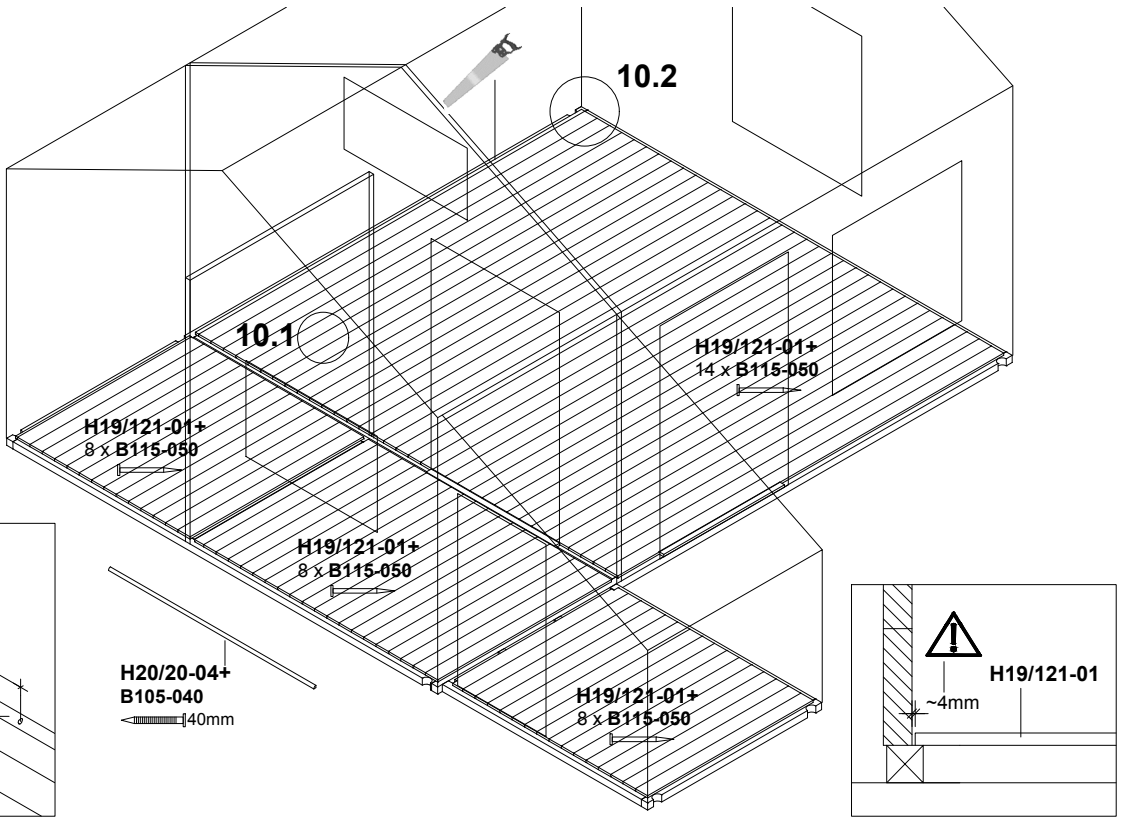 10.2
10.1
H19/121-01+
14 x B115-050
H19/121-01+
8 x B115-050
H19/121-01+
8 x B115-050
H20/20-04+
B105-040
40mm
H19/121-01+
8 x B115-050
H19/121-01
~4mm